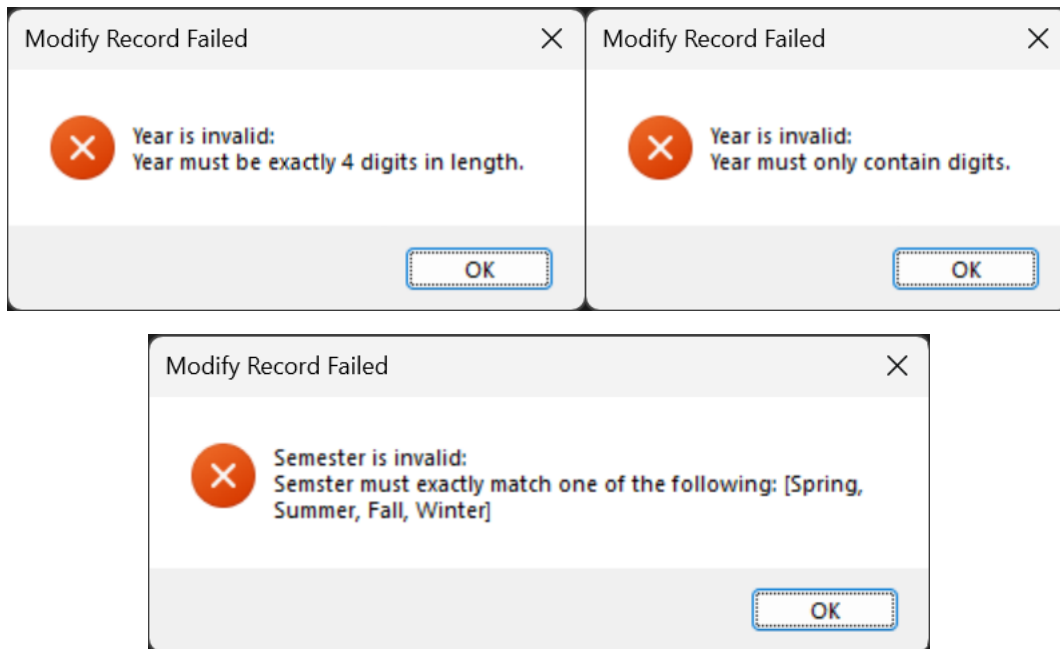 Modify Record Failed
Year is invalid:
Year must be exactly 4 digits in length.
OK
Modify Record Failed
Year is invalid:
Year must only contain digits.
OK
Modify Record Failed
Semester is invalid:
Semster must exactly match one of the following: [Spring,
Summer, Fall, Winter]
OK